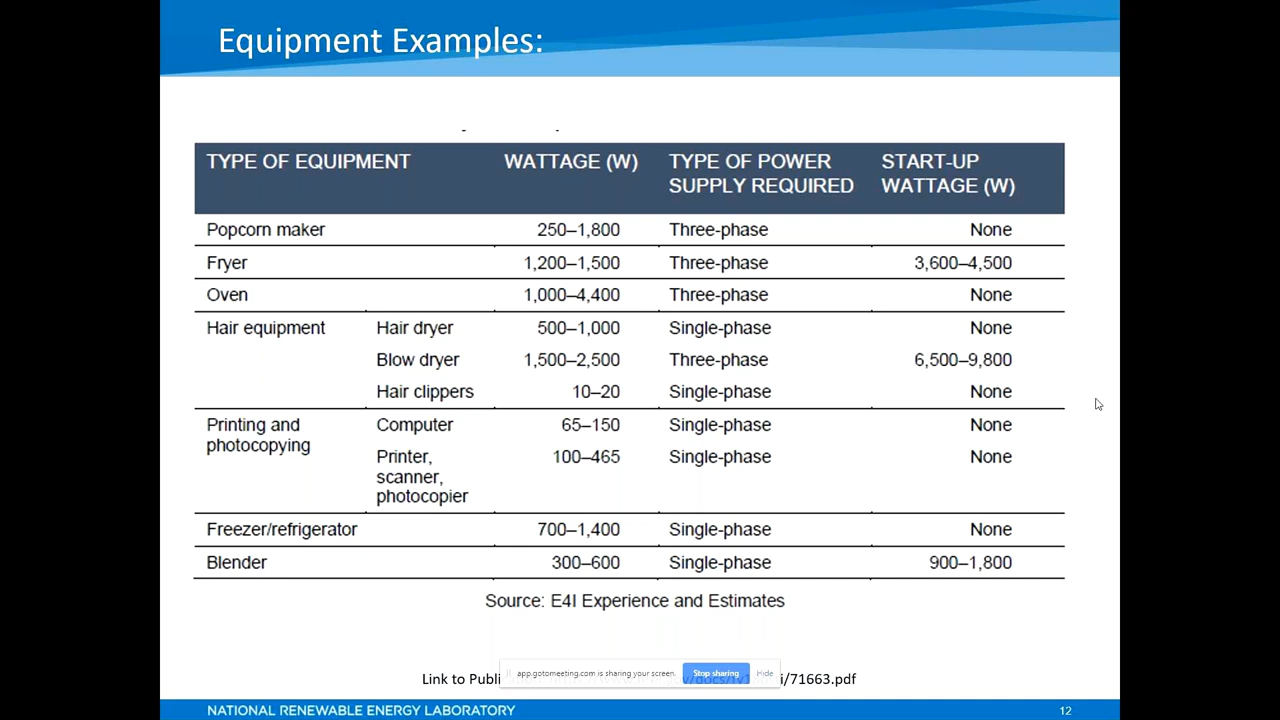 Equipment Examples:
TYPE OF EQUIPMENT WATTAGE (W) TYPE OF POWER SUPPLY REQUIRED START-UP WATTAGE (W)
Popcorn maker 250–1,800 Three-phase None
Fryer 1,200–1,500 Three-phase 3,600–4,500
Oven 1,000–4,400 Three-phase None
Hair equipment Hair dryer 500–1,000 Single-phase None
Blow dryer 1,500–2,500 Three-phase 6,500–9,800
Hair clippers 10–20 Single-phase None
Printing and photocopying Computer 65–150 Single-phase None
Printer, scanner, photocopier 100–465 Single-phase None
Freezer/refrigerator 700–1,400 Single-phase None
Blender 300–600 Single-phase 900–1,800
Source: E4I Experience and Estimates
app.gotomeeting.com is sharing your screen. Stop sharing Hide
Link to Publi i/71663.pdf
NATIONAL RENEWABLE ENERGY LABORATORY 12